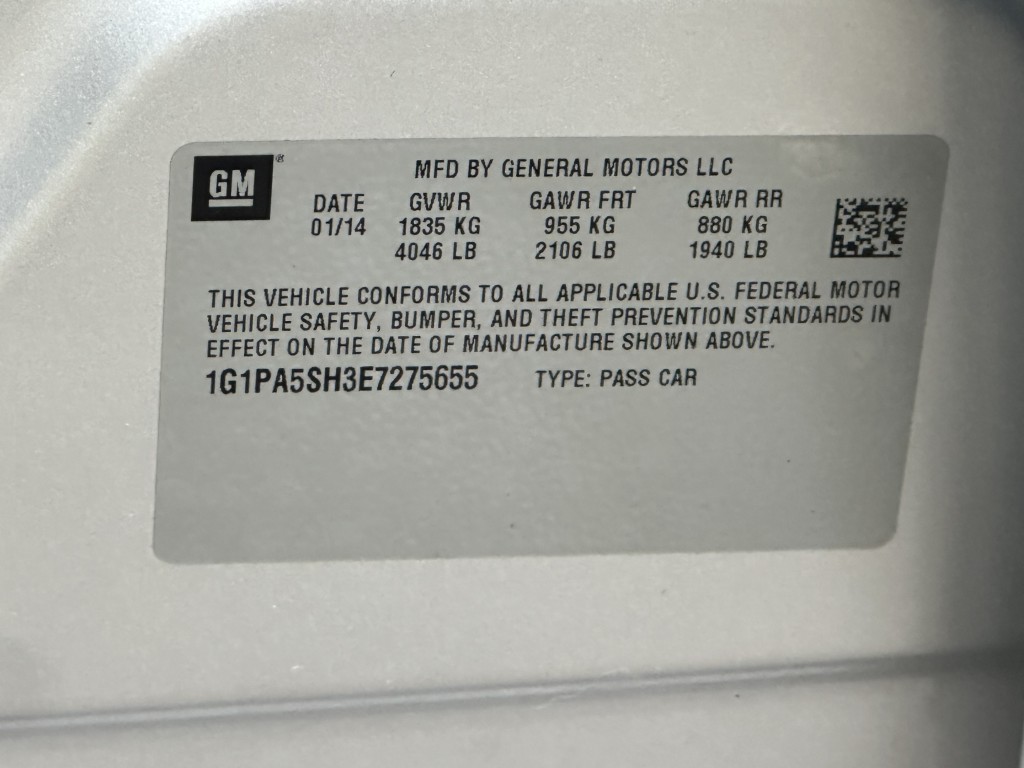 GM ®
MFD BY GENERAL MOTORS LLC
DATE GVWR GAWR FRT GAWR RR
01/14 1835 KG 955 KG 880 KG
4046 LB 2106 LB 1940 LB
THIS VEHICLE CONFORMS TO ALL APPLICABLE U.S. FEDERAL MOTOR
VEHICLE SAFETY, BUMPER, AND THEFT PREVENTION STANDARDS IN
EFFECT ON THE DATE OF MANUFACTURE SHOWN ABOVE.
1G1PA5SH3E7275655 TYPE: PASS CAR